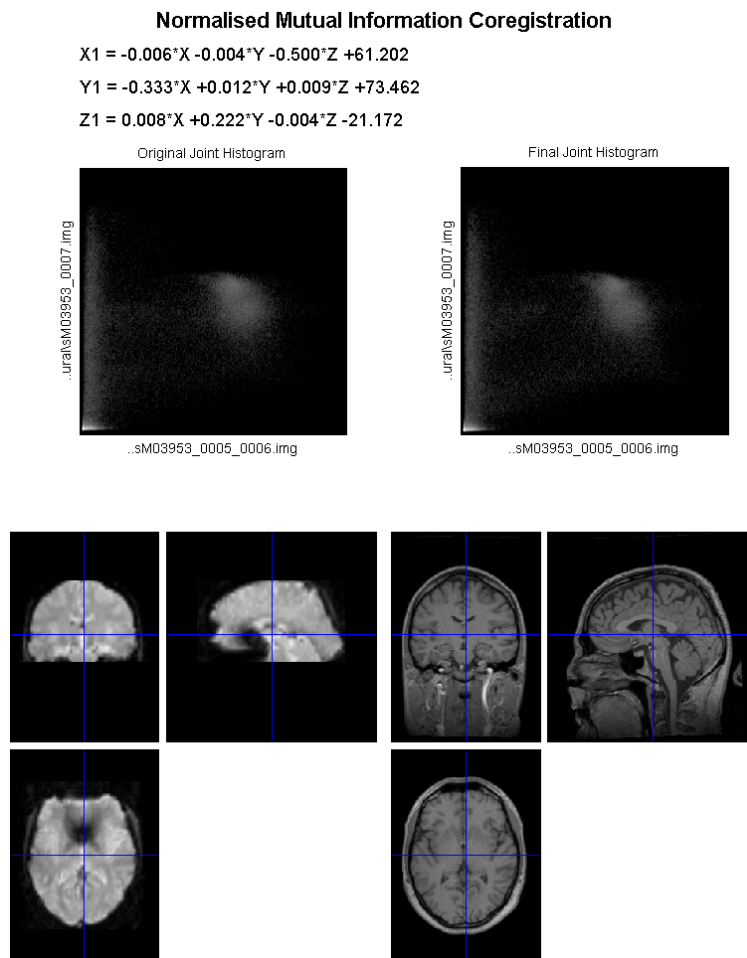 Normalised Mutual Information Coregistration
X1 = -0.006*X -0.004*Y -0.500*Z +61.202
Y1 = -0.333*X +0.012*Y +0.009*Z +73.462
Z1 = 0.008*X +0.222*Y -0.004*Z -21.172
Original Joint Histogram
Final Joint Histogram
..ural\sM03953_0007.img
..ural\sM03953_0007.img
..sM03953_0005_0006.img
..sM03953_0005_0006.img